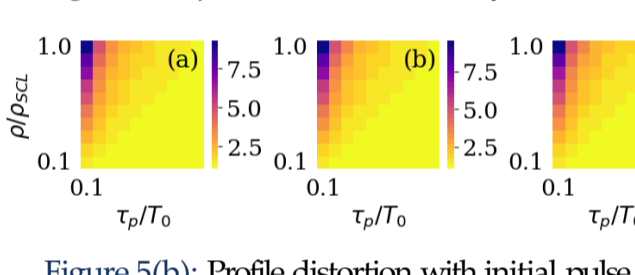 1.0 (a) 7.5 5.0 2.5 0.1 0.1
ρ/ρSCL
τp/T0
1.0 (b) 7.5 5.0 2.5 0.1 0.1
τp/T0
1.0 0.1 0.1
Figure 5(b): Profile distortion with initial pulse